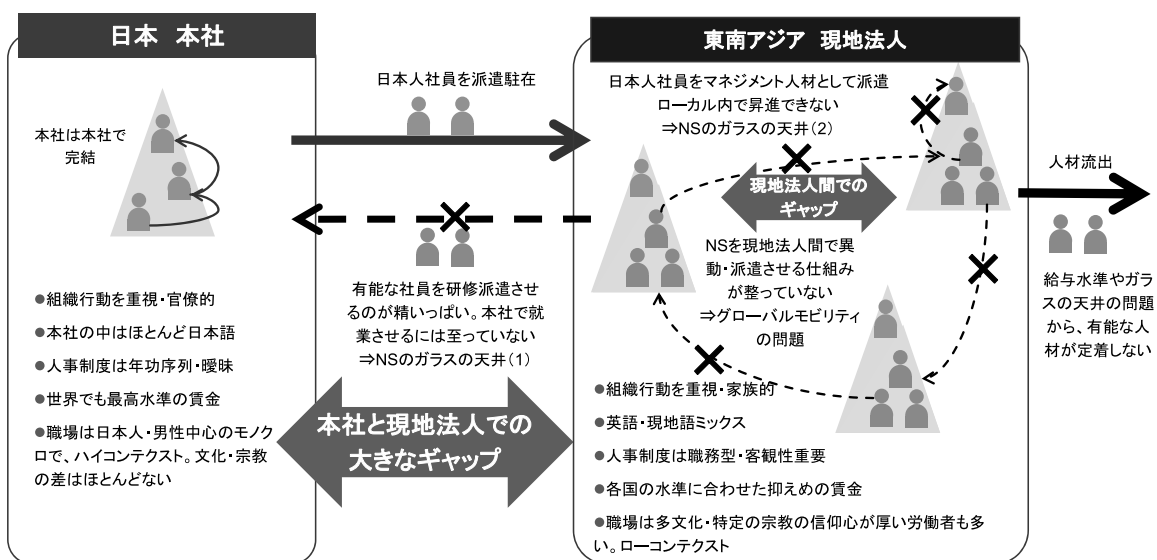 日本 本社
本社は本社で
完結
●組織行動を重視・官僚的
●本社の中はほとんど日本語
●人事制度は年功序列・曖昧
●世界でも最高水準の賃金
●職場は日本人・男性中心のモノク
ロで、ハイコンテクスト。文化・宗教
の差はほとんどない
日本人社員を派遣駐在
有能な社員を研修派遣させ
るのが精いっぱい。本社で就
業させるには至っていない
⇒NSのガラスの天井(1)
本社と現地法人での
大きなギャップ
東南アジア 現地法人
日本人社員をマネジメント人材として派遣
ローカル内で昇進できない
⇒NSのガラスの天井(2)
現地法人間での
ギャップ
NSを現地法人間で異
動・派遣させる仕組み
が整っていない
⇒グローバルモビリティ
の問題
●組織行動を重視・家族的
●英語・現地語ミックス
●人事制度は職務型・客観性重要
●各国の水準に合わせた抑えめの賃金
●職場は多文化・特定の宗教の信仰心が厚い労働者も多
い。ローコンテクスト
人材流出
給与水準やガラ
スの天井の問題
から、有能な人
材が定着しない